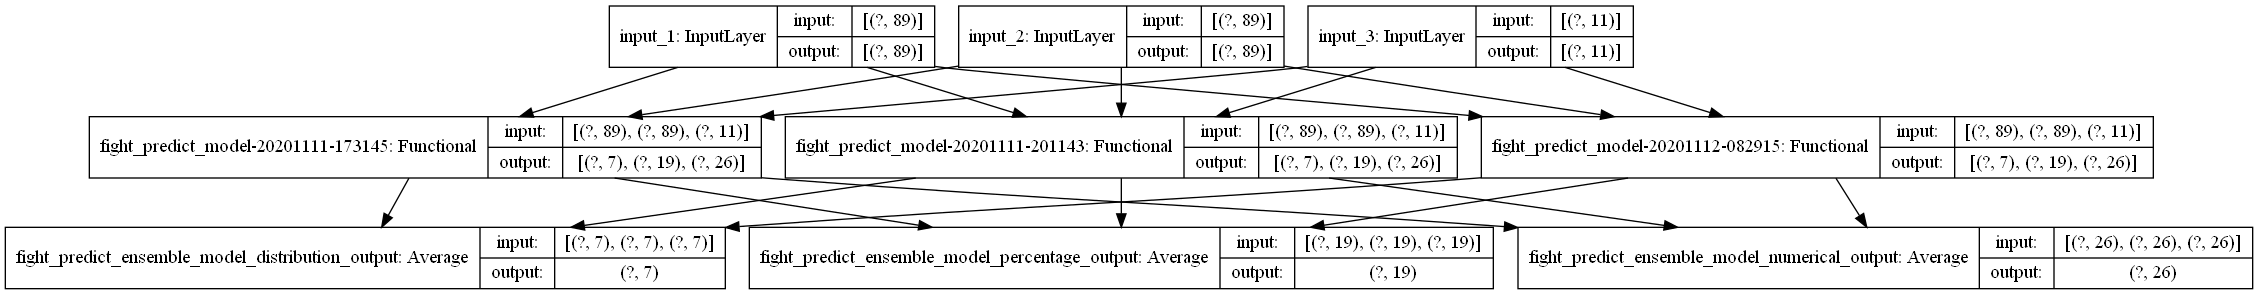 input_1: InputLayer
input: [(?, 89)]
output: [(?, 89)]
input_2: InputLayer
input: [(?, 89)]
output: [(?, 89)]
input_3: InputLayer
input: [(?, 11)]
output: [(?, 11)]
fight_predict_model-20201111-173145: Functional
input: [(?, 89), (?, 89), (?, 11)]
output: [(?, 7), (?, 19), (?, 26)]
fight_predict_model-20201111-201143: Functional
input: [(?, 89), (?, 89), (?, 11)]
output: [(?, 7), (?, 19), (?, 26)]
fight_predict_model-20201112-082915: Functional
input: [(?, 89), (?, 89), (?, 11)]
output: [(?, 7), (?, 19), (?, 26)]
fight_predict_ensemble_model_distribution_output: Average
input: [(?, 7), (?, 7), (?, 7)]
output: (?, 7)
fight_predict_ensemble_model_percentage_output: Average
input: [(?, 19), (?, 19), (?, 19)]
output: (?, 19)
fight_predict_ensemble_model_numerical_output: Average
input: [(?, 26), (?, 26), (?, 26)]
output: (?, 26)